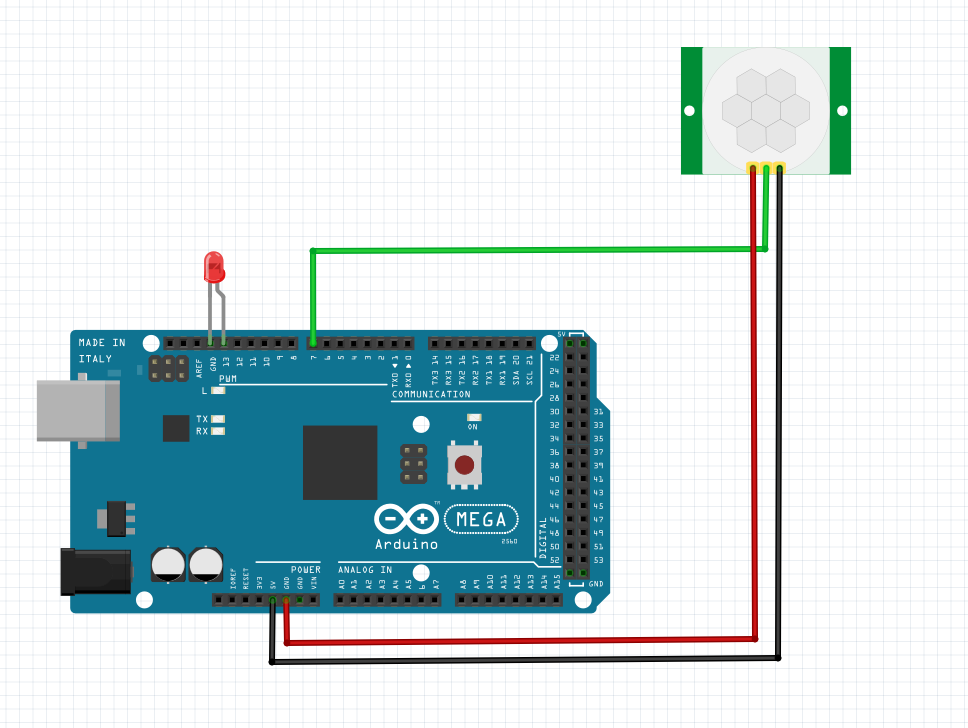 MADE IN
ITALY
AREF
GND
13
12
11
10
9
8
7
6
5
4
3
2
TX0 ▶ 1
RX0 ◀ 0
TX3 14
RX3 15
TX2 16
RX2 17
TX1 18
RX1 19
SDA 20
SCL 21
PWM
COMMUNICATION
L
TX
RX
ON
5V
22
24
26
28
30 31
32 33
34 35
36 37
38 39
40 41
42 43
44 45
46 47
48 49
50 51
52 53
GND
DIGITAL
TM
MEGA
2560
Arduino
POWER
ANALOG IN
IOREF
RESET
3V3
5V
GND
GND
VIN
A0
A1
A2
A3
A4
A5
6
A7
A8
A9
A10
A11
A12
A13
A14
A15